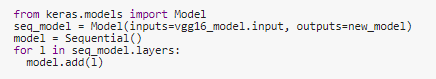 from keras.models import Model
seq_model = Model(inputs=vgg16_model.input, outputs=new_model)
model = Sequential()
for l in seq_model.layers:
    model.add(l)